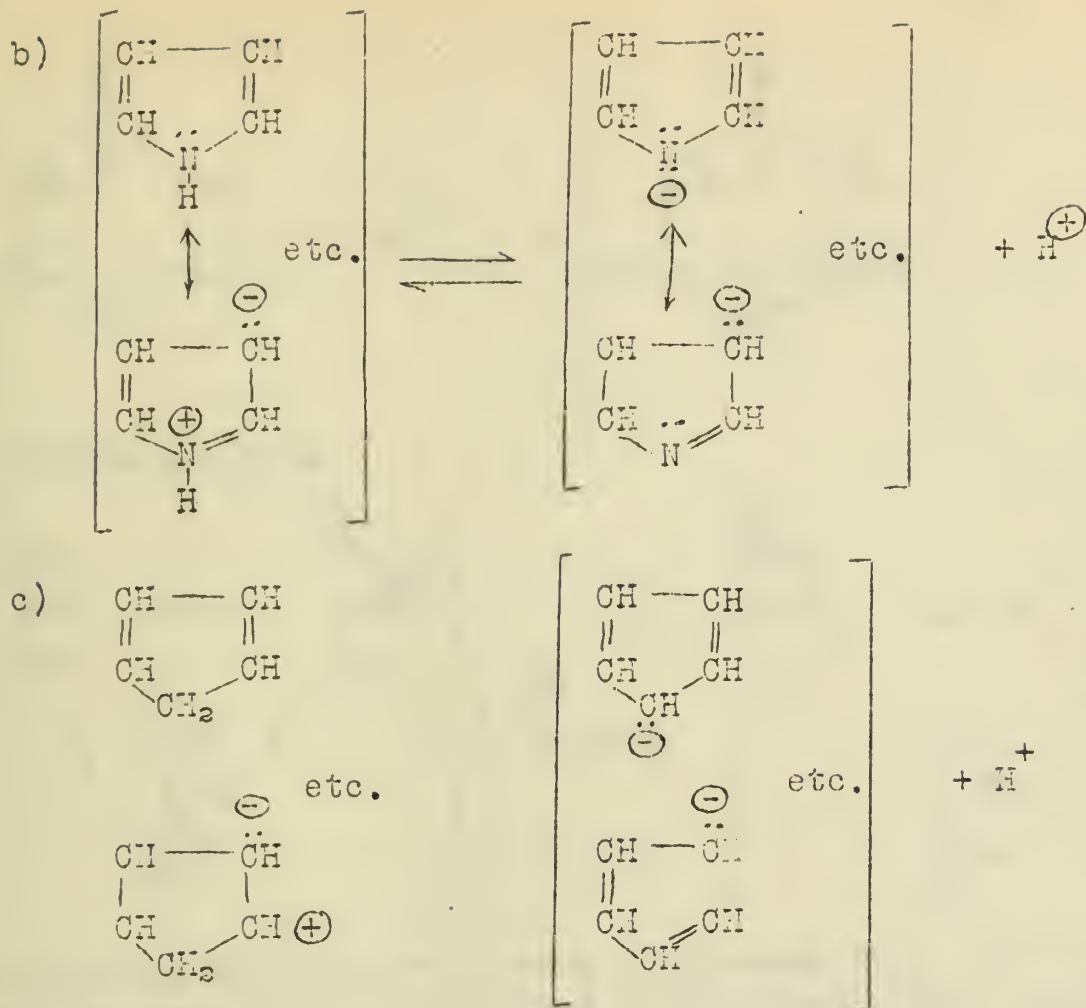 b)
CH CH CH CH
CH CH CH CH
N N
H ⊖
etc. etc. + H⊕
⊖ ⊖
CH CH CH CH
CH ⊕ CH CH CH
N N
H
c)
CH CH CH CH
CH CH CH CH
CH₂ CH
⊖
etc. etc. + H⁺
⊖ ⊖
CH CH CH CH
CH CH ⊕ CH CH
CH₂ CH